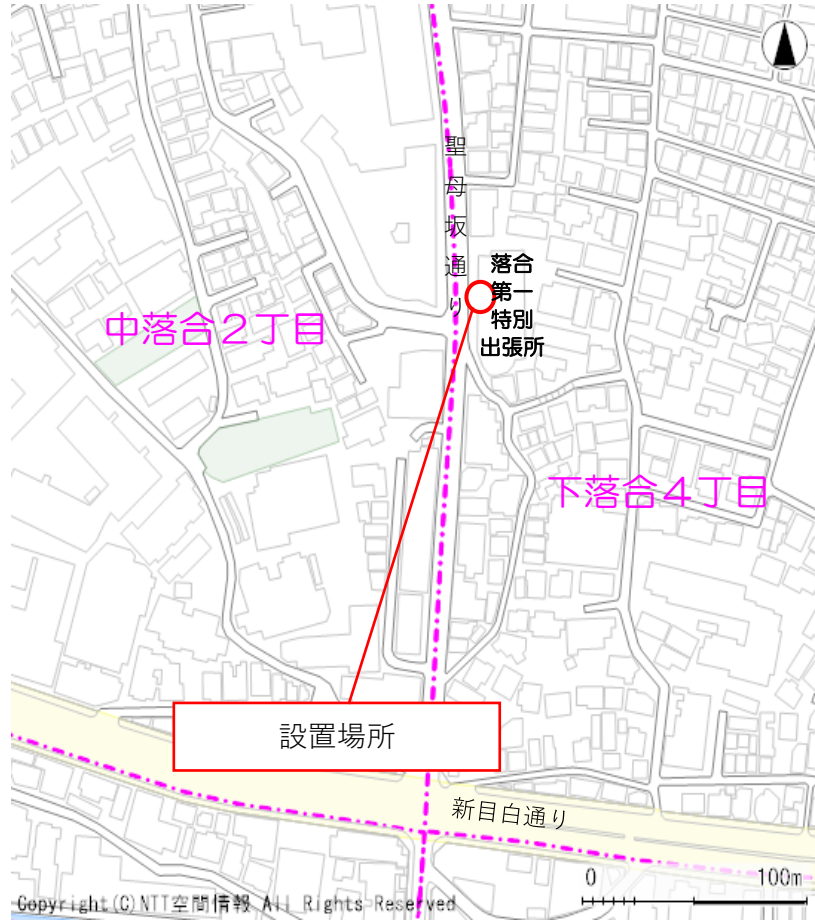 聖母坂通り
落合
第一
特別
出張所
中落合2丁目
下落合4丁目
設置場所
新目白通り
0 100m
Copyright(C)NTT空間情報 All Rights Reserved